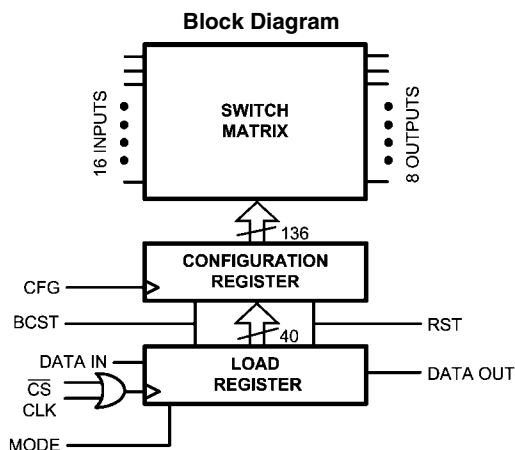 Block Diagram
16 INPUTS
SWITCH
MATRIX
8 OUTPUTS
136
CONFIGURATION
REGISTER
CFG
BCST
RST
40
DATA IN
LOAD
REGISTER
DATA OUT
C̅S̅
CLK
MODE